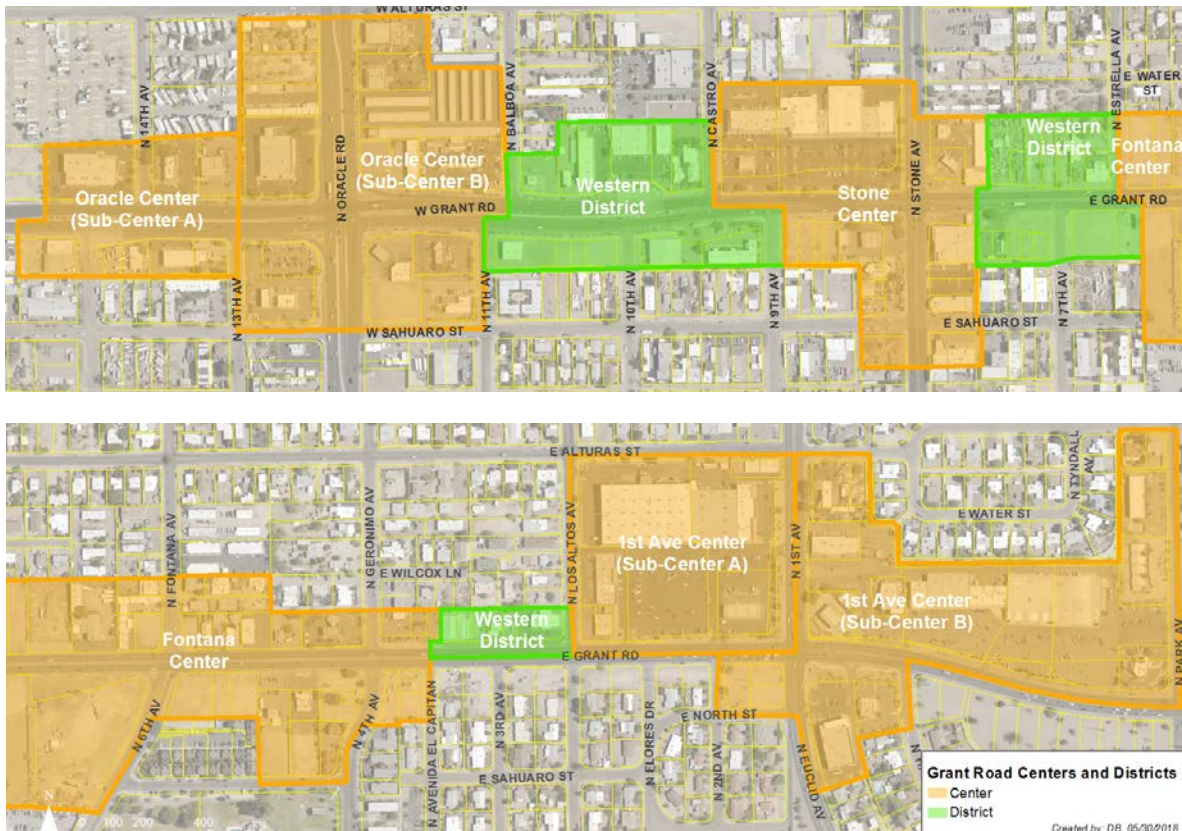 W ALTURAS ST
N 14TH AV
N ORACLE RD
N BALBOA AV
N CASTRO AV
N STONE AV
N ESTRELLA AV
E WATER
ST
Oracle Center
(Sub-Center A)
Oracle Center
(Sub-Center B)
W GRANT RD
Western
District
Stone
Center
Western
District
Fontana
Center
E GRANT RD
N 13TH AV
W SAHUARO ST
N 11TH AV
N 10TH AV
N 9TH AV
E SAHUARO ST
N 7TH AV
E ALTURAS ST
N FONTANA AV
N GERONIMO AV
E WILCOX LN
N LOS ALTOS AV
1st Ave Center
(Sub-Center A)
N 1ST AV
E WATER ST
N TYNDALL
AV
1st Ave Center
(Sub-Center B)
N PARK AV
Fontana
Center
Western
District
E GRANT RD
N 6TH AV
N 4TH AV
N AVENIDA EL CAPITAN
N 3RD AV
E SAHUARO ST
N FLORES DR
E NORTH ST
N 2ND AV
N EUCLID AV
N
0 100 200 400
Grant Road Centers and Districts
Center
District
Created by: DB, 05/30/2018